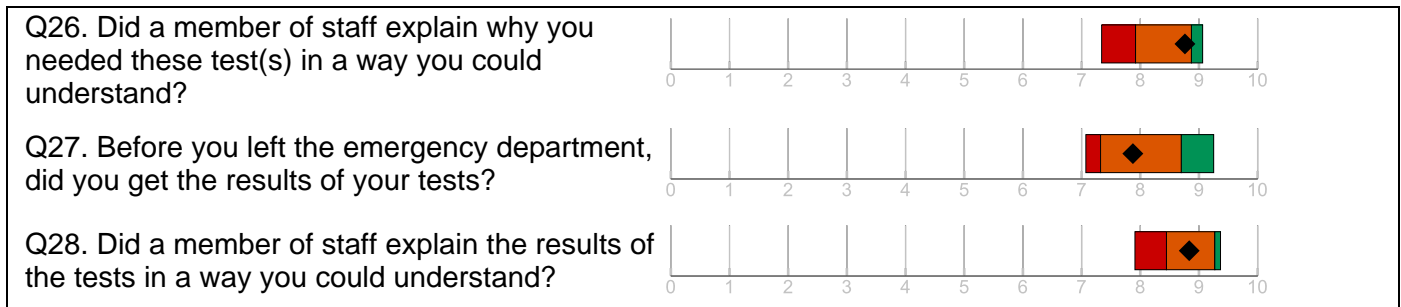 Q26. Did a member of staff explain why you
needed these test(s) in a way you could
understand?
0 1 2 3 4 5 6 7 8 9 10
Q27. Before you left the emergency department,
did you get the results of your tests?
0 1 2 3 4 5 6 7 8 9 10
Q28. Did a member of staff explain the results of
the tests in a way you could understand?
0 1 2 3 4 5 6 7 8 9 10